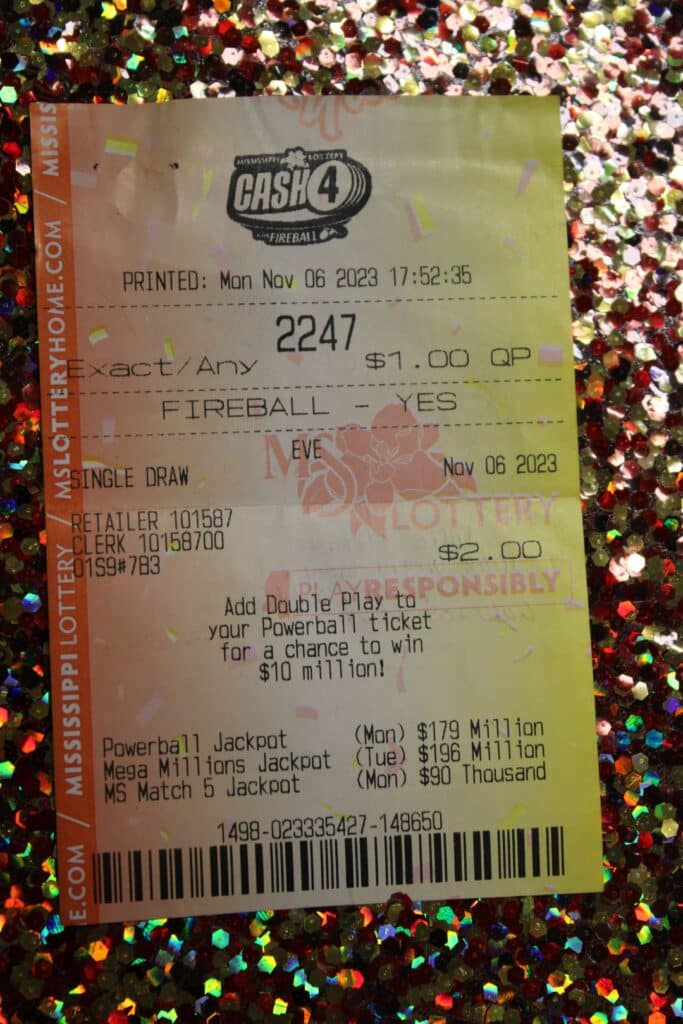 MISSISSIPPI LOTTERY
CASH 4
FIREBALL
PRINTED: Mon Nov 06 2023 17:52:35
2247
Exact/Any $1.00 QP
FIREBALL - YES
EVE
SINGLE DRAW Nov 06 2023
MS LOTTERY
RETAILER 101587
CLERK 10158700
01S9#7B3
$2.00
PLAY RESPONSIBLY
Add Double Play to
your Powerball ticket
for a chance to win
$10 million!
Powerball Jackpot (Mon) $179 Million
Mega Millions Jackpot (Tue) $196 Million
MS Match 5 Jackpot (Mon) $90 Thousand
1498-023335427-148650
E.COM / MISSISSIPPI LOTTERY / MSLOTTERYHOME.COM / MISSIS